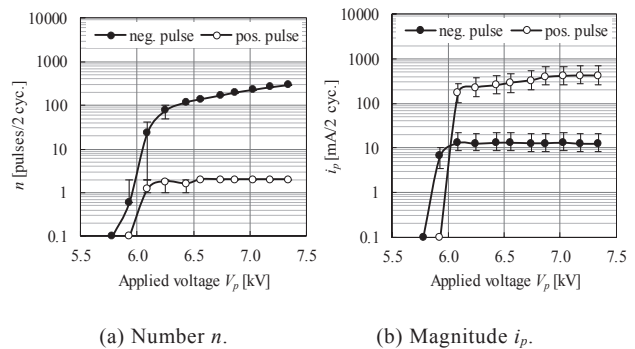 neg. pulse pos. pulse
1000
100
10
1
0.1
n [pulses/2 cyc.]
5.5 6.0 6.5 7.0 7.5
Applied voltage Vp [kV]
(a) Number n.
neg. pulse pos. pulse
10000
1000
100
10
1
0.1
ip [mA/2 cyc.]
5.5 6.0 6.5 7.0 7.5
Applied voltage Vp [kV]
(b) Magnitude ip.